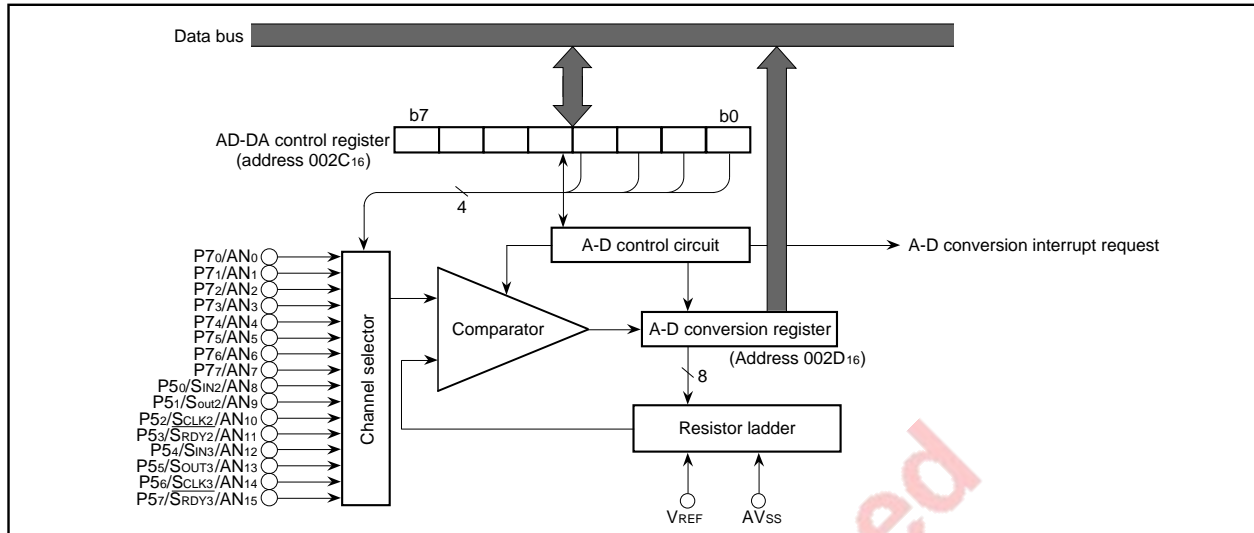 Data bus
b7 b0
AD-DA control register
(address 002C16)
4
A-D control circuit
A-D conversion interrupt request
P70/AN0
P71/AN1
P72/AN2
P73/AN3
P74/AN4
P75/AN5
P76/AN6
P77/AN7
P50/SIN2/AN8
P51/Sout2/AN9
P52/SCLK2/AN10
P53/SRDY2/AN11
P54/SIN3/AN12
P55/SOUT3/AN13
P56/SCLK3/AN14
P57/SRDY3/AN15
Channel selector
Comparator
A-D conversion register
(Address 002D16)
8
Resistor ladder
VREF AVSS